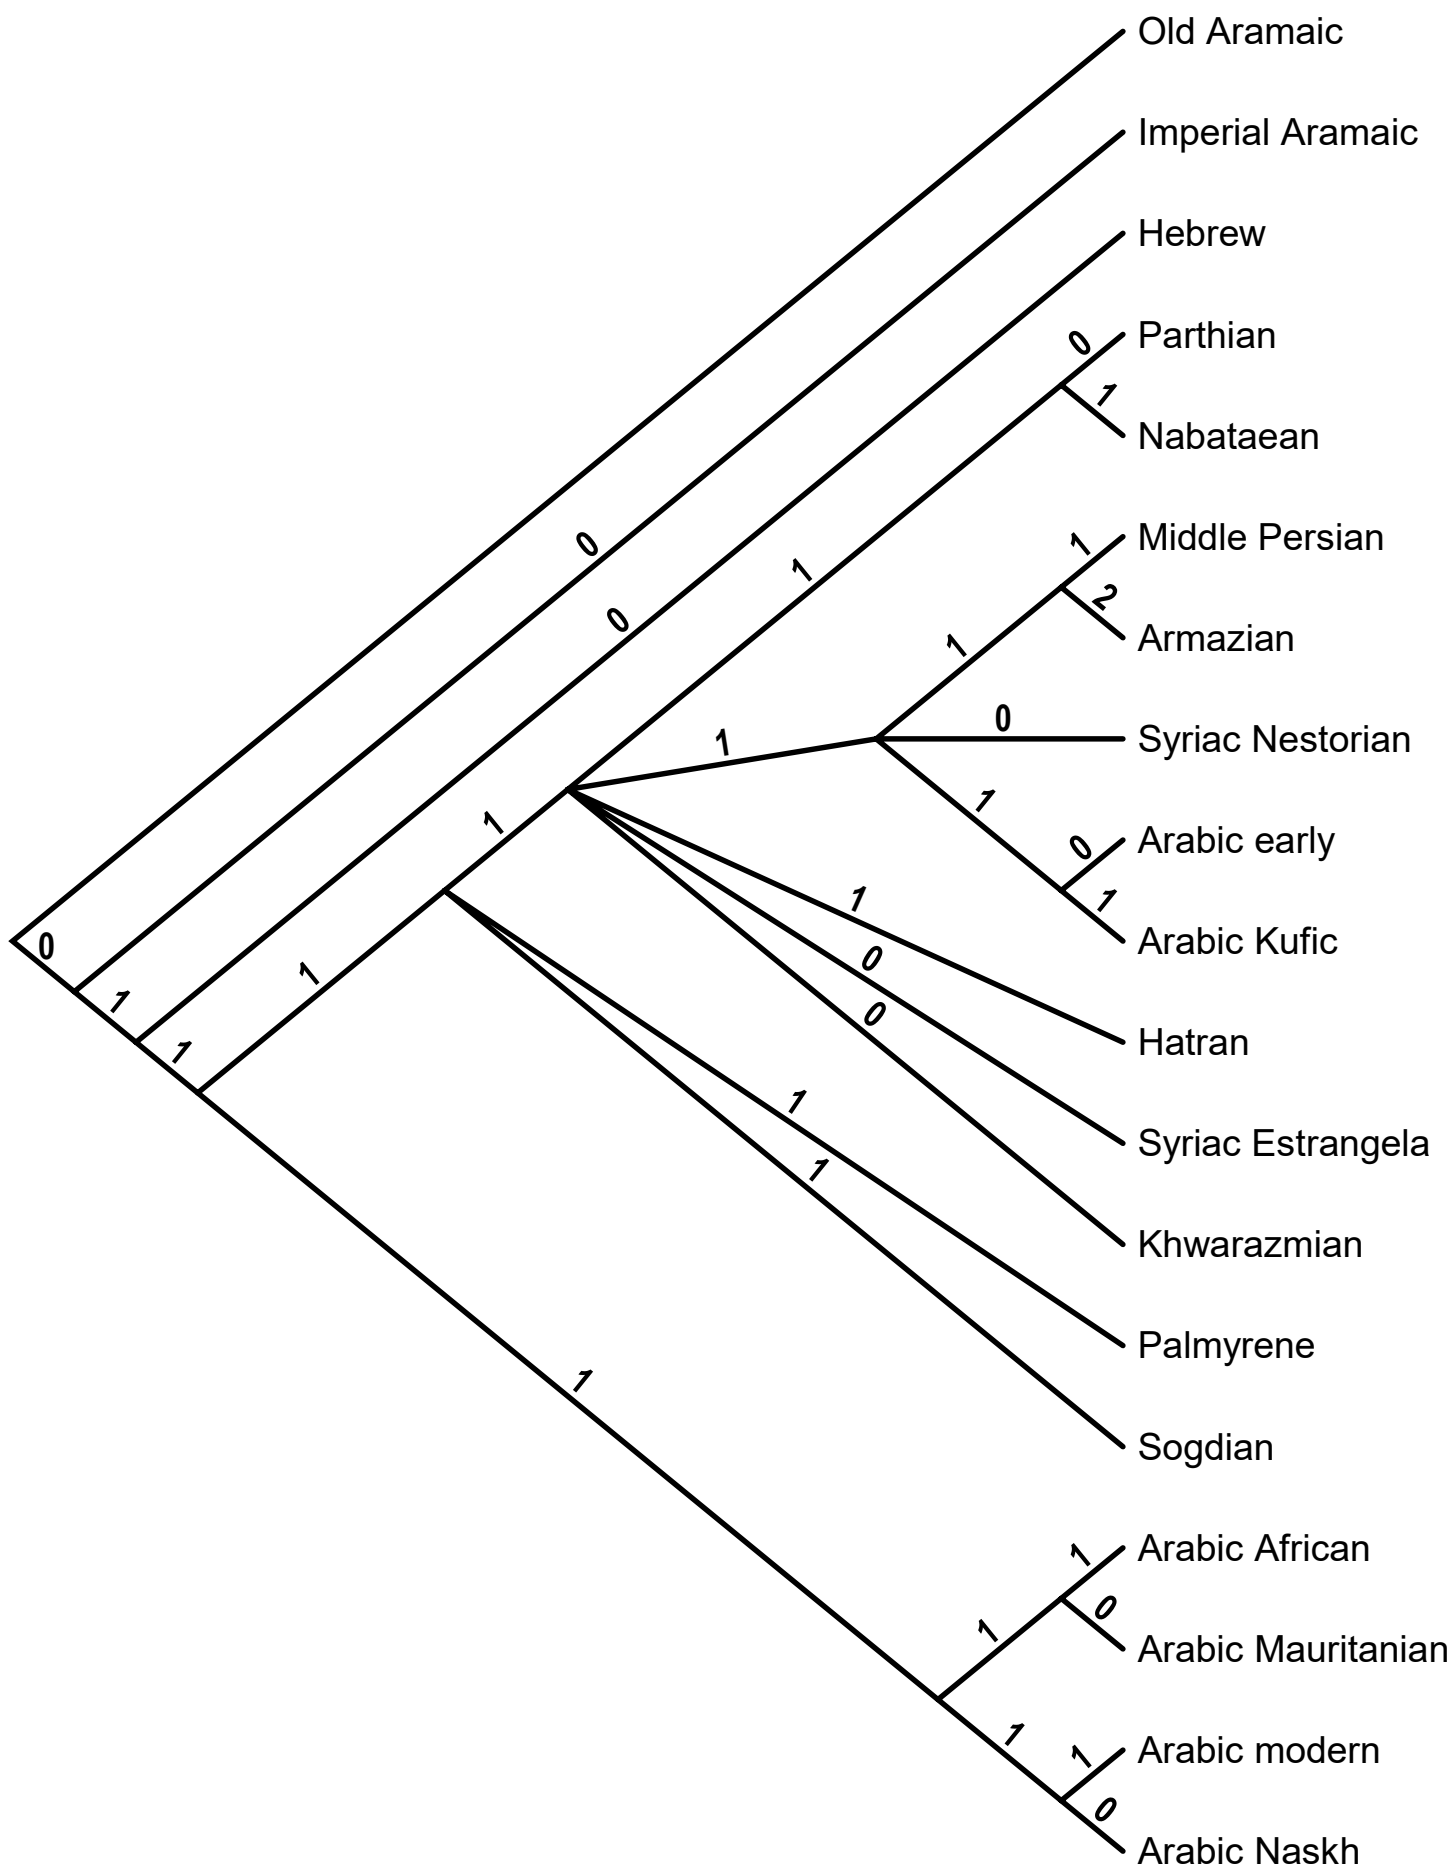 Old Aramaic
Imperial Aramaic
Hebrew
0
Parthian
1
Nabataean
1
Middle Persian
0
1
2
Armazian
0
1
0
Syriac Nestorian
1
1
1
0
Arabic early
1
1
Arabic Kufic
0
1
1
0
1
0
Hatran
1
Syriac Estrangela
1
1
Khwarazmian
Palmyrene
1
Sogdian
1
Arabic African
1
0
Arabic Mauritanian
1
1
Arabic modern
0
Arabic Naskh